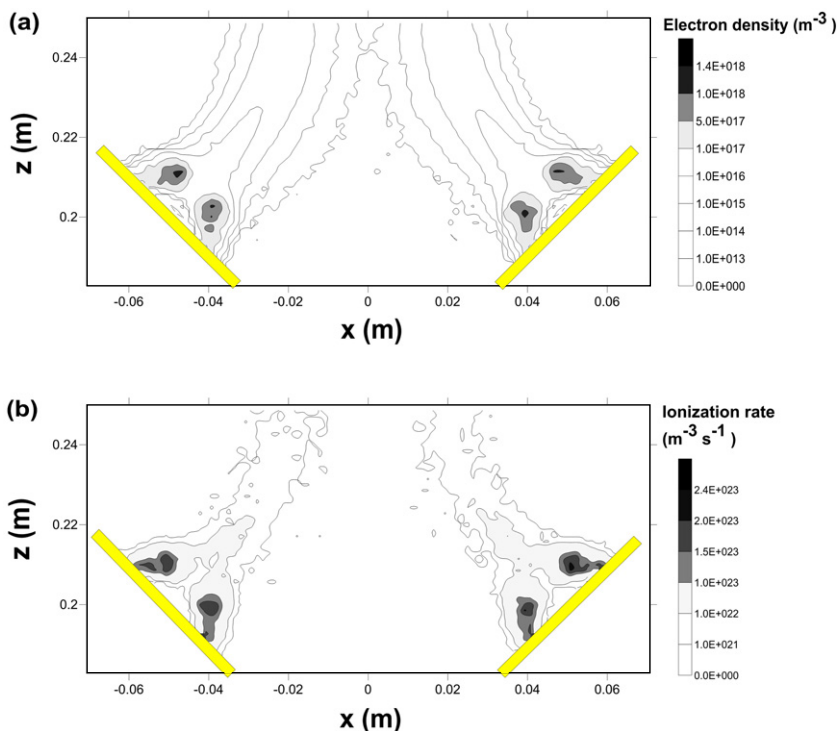 (a)
Electron density (m-3 )
0.24
0.22
0.2
z (m)
-0.06 -0.04 -0.02 0 0.02 0.04 0.06
x (m)
1.4E+018
1.0E+018
5.0E+017
1.0E+017
1.0E+016
1.0E+015
1.0E+014
1.0E+013
0.0E+000
(b)
Ionization rate
(m-3 s-1 )
0.24
0.22
0.2
z (m)
-0.06 -0.04 -0.02 0 0.02 0.04 0.06
x (m)
2.4E+023
2.0E+023
1.5E+023
1.0E+023
1.0E+022
1.0E+021
0.0E+000